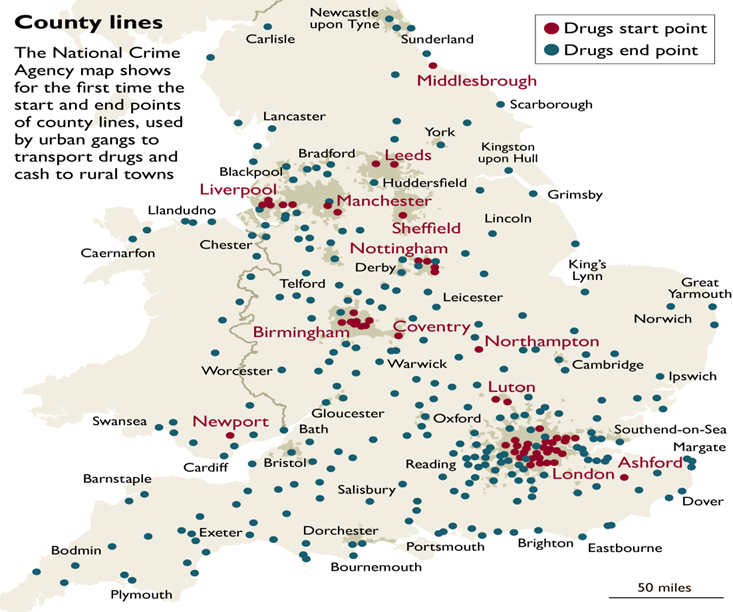 County lines
The National Crime
Agency map shows
for the first time the
start and end points
of county lines, used
by urban gangs to
transport drugs and
cash to rural towns
Drugs start point
Drugs end point
Newcastle
upon Tyne
Carlisle
Sunderland
Middlesbrough
Scarborough
Lancaster
York
Bradford
Leeds
Kingston
upon Hull
Blackpool
Huddersfield
Liverpool
Manchester
Grimsby
Llandudno
Sheffield
Lincoln
Chester
Nottingham
Caernarfon
Derby
King's
Lynn
Telford
Great
Yarmouth
Leicester
Norwich
Birmingham
Coventry
Northampton
Warwick
Cambridge
Worcester
Ipswich
Luton
Gloucester
Oxford
Swansea
Newport
Bath
Southend-on-Sea
Margate
Cardiff
Bristol
Reading
London
Ashford
Barnstaple
Salisbury
Dover
Exeter
Dorchester
Bodmin
Portsmouth
Brighton
Eastbourne
Bournemouth
Plymouth
50 miles